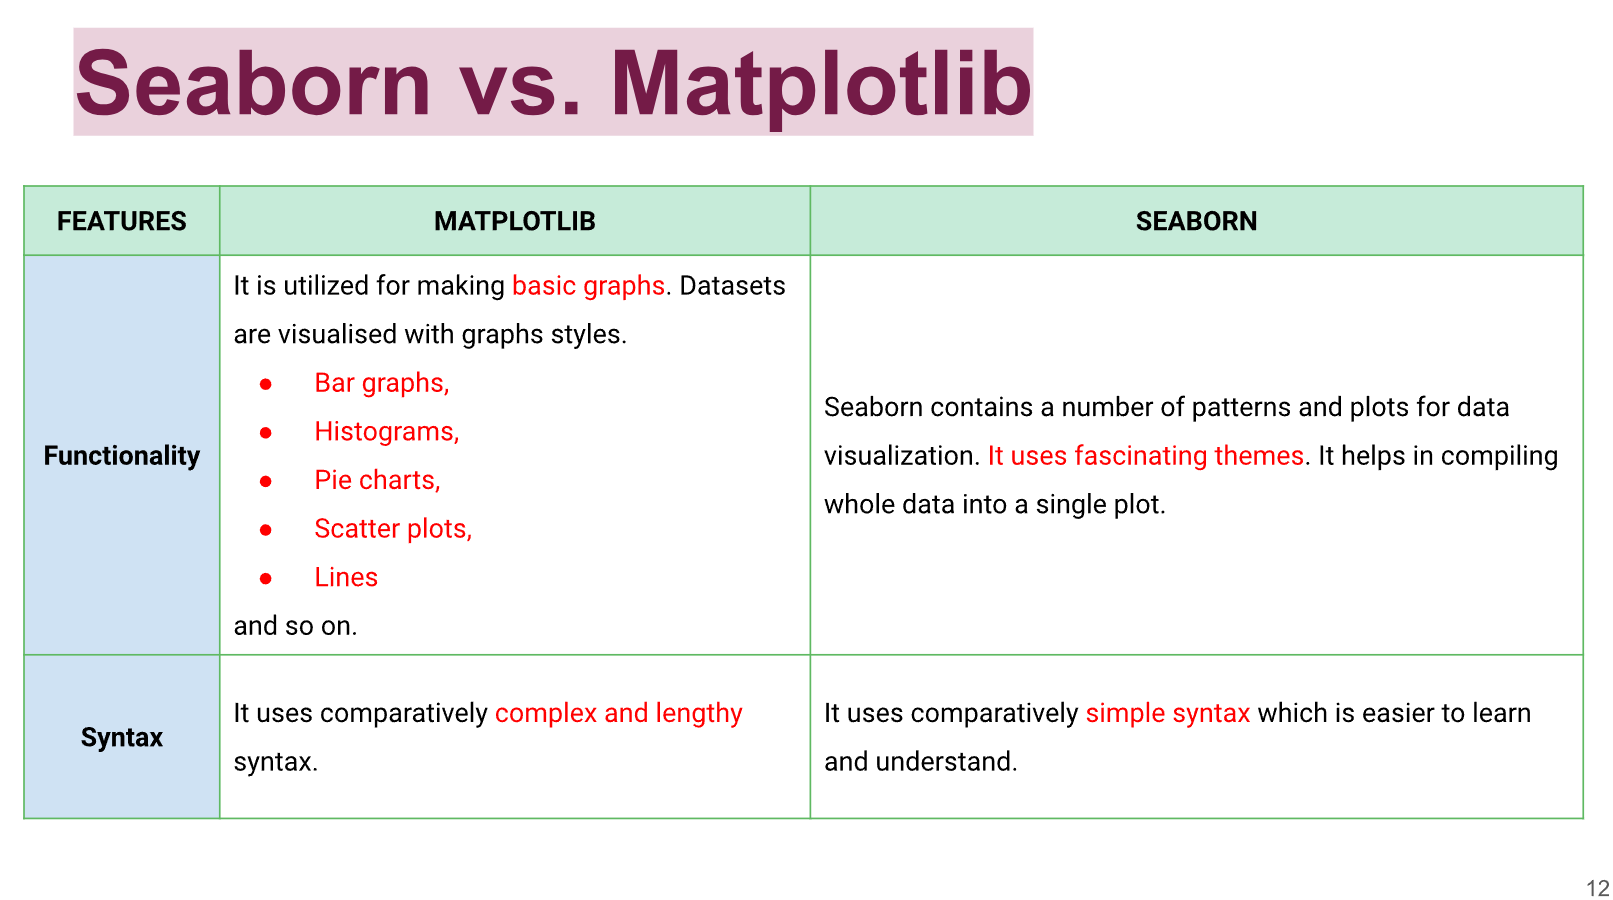 Seaborn vs. Matplotlib
FEATURES
MATPLOTLIB
SEABORN
Functionality
It is utilized for making basic graphs. Datasets
are visualised with graphs styles.
● Bar graphs,
● Histograms,
● Pie charts,
● Scatter plots,
● Lines
and so on.
Seaborn contains a number of patterns and plots for data
visualization. It uses fascinating themes. It helps in compiling
whole data into a single plot.
Syntax
It uses comparatively complex and lengthy
syntax.
It uses comparatively simple syntax which is easier to learn
and understand.
12